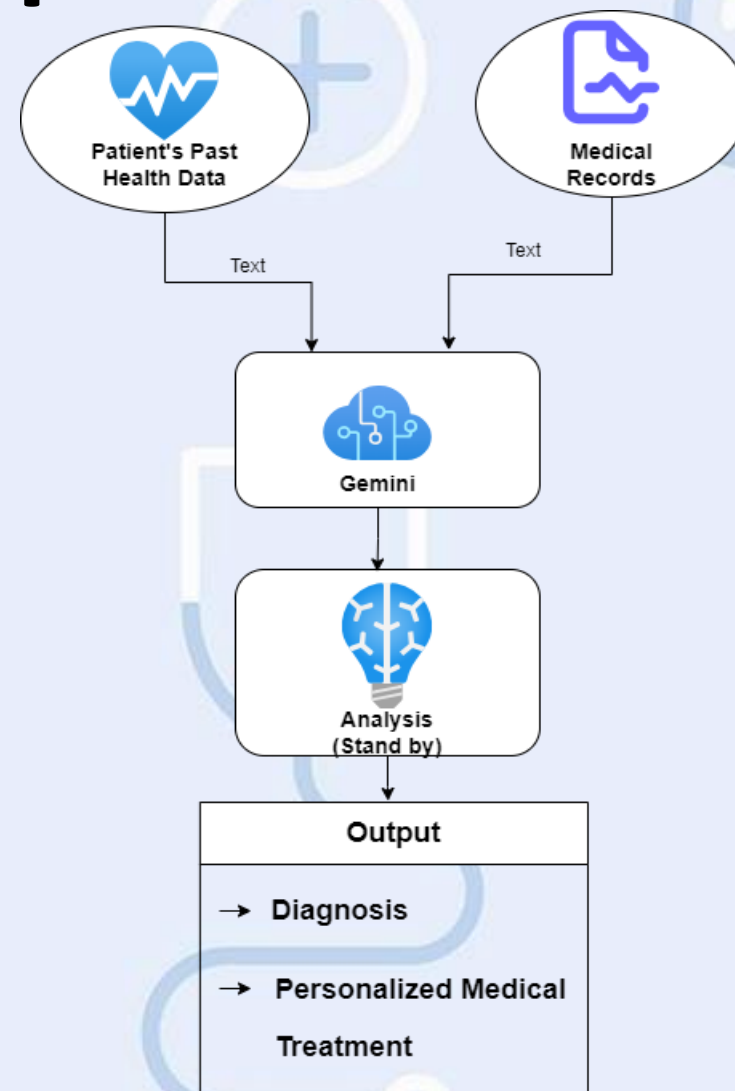 Patient's Past
Health Data
Medical
Records
Text
Text
Gemini
Analysis
(Stand by)
Output
→ Diagnosis
→ Personalized Medical
Treatment